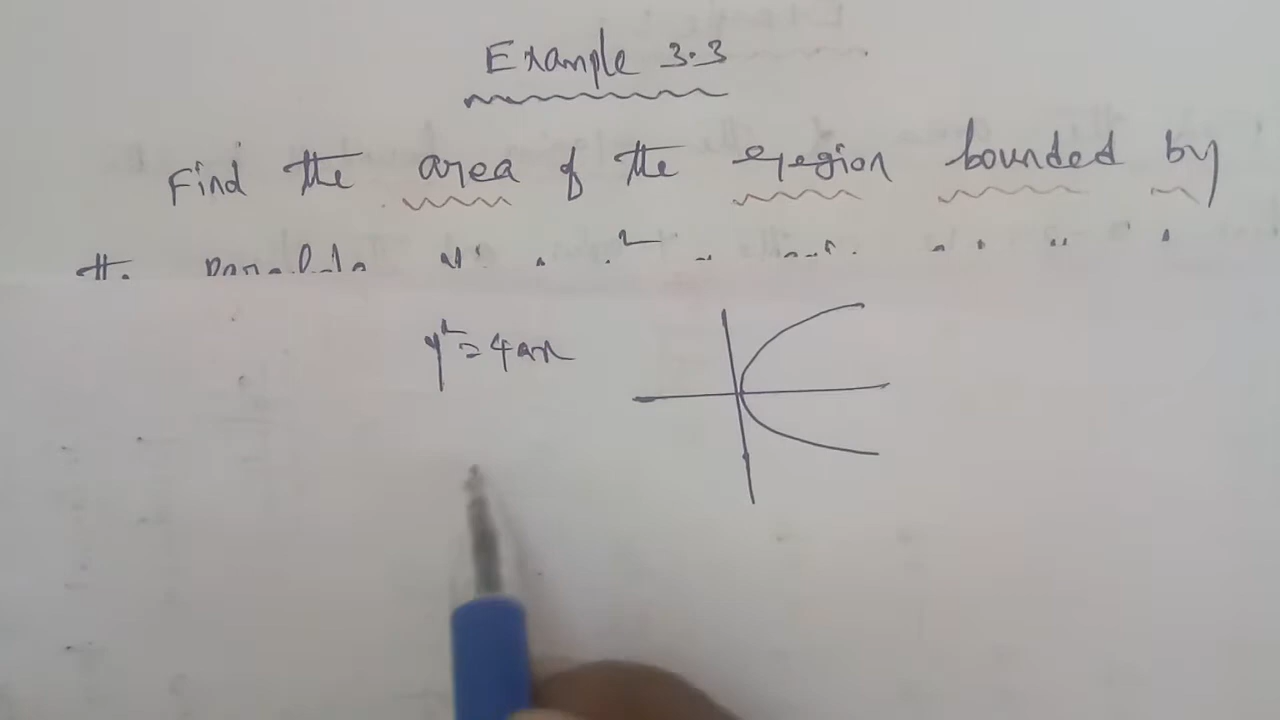 Example 3.3
Find the area of the region bounded by
y² = 4ax